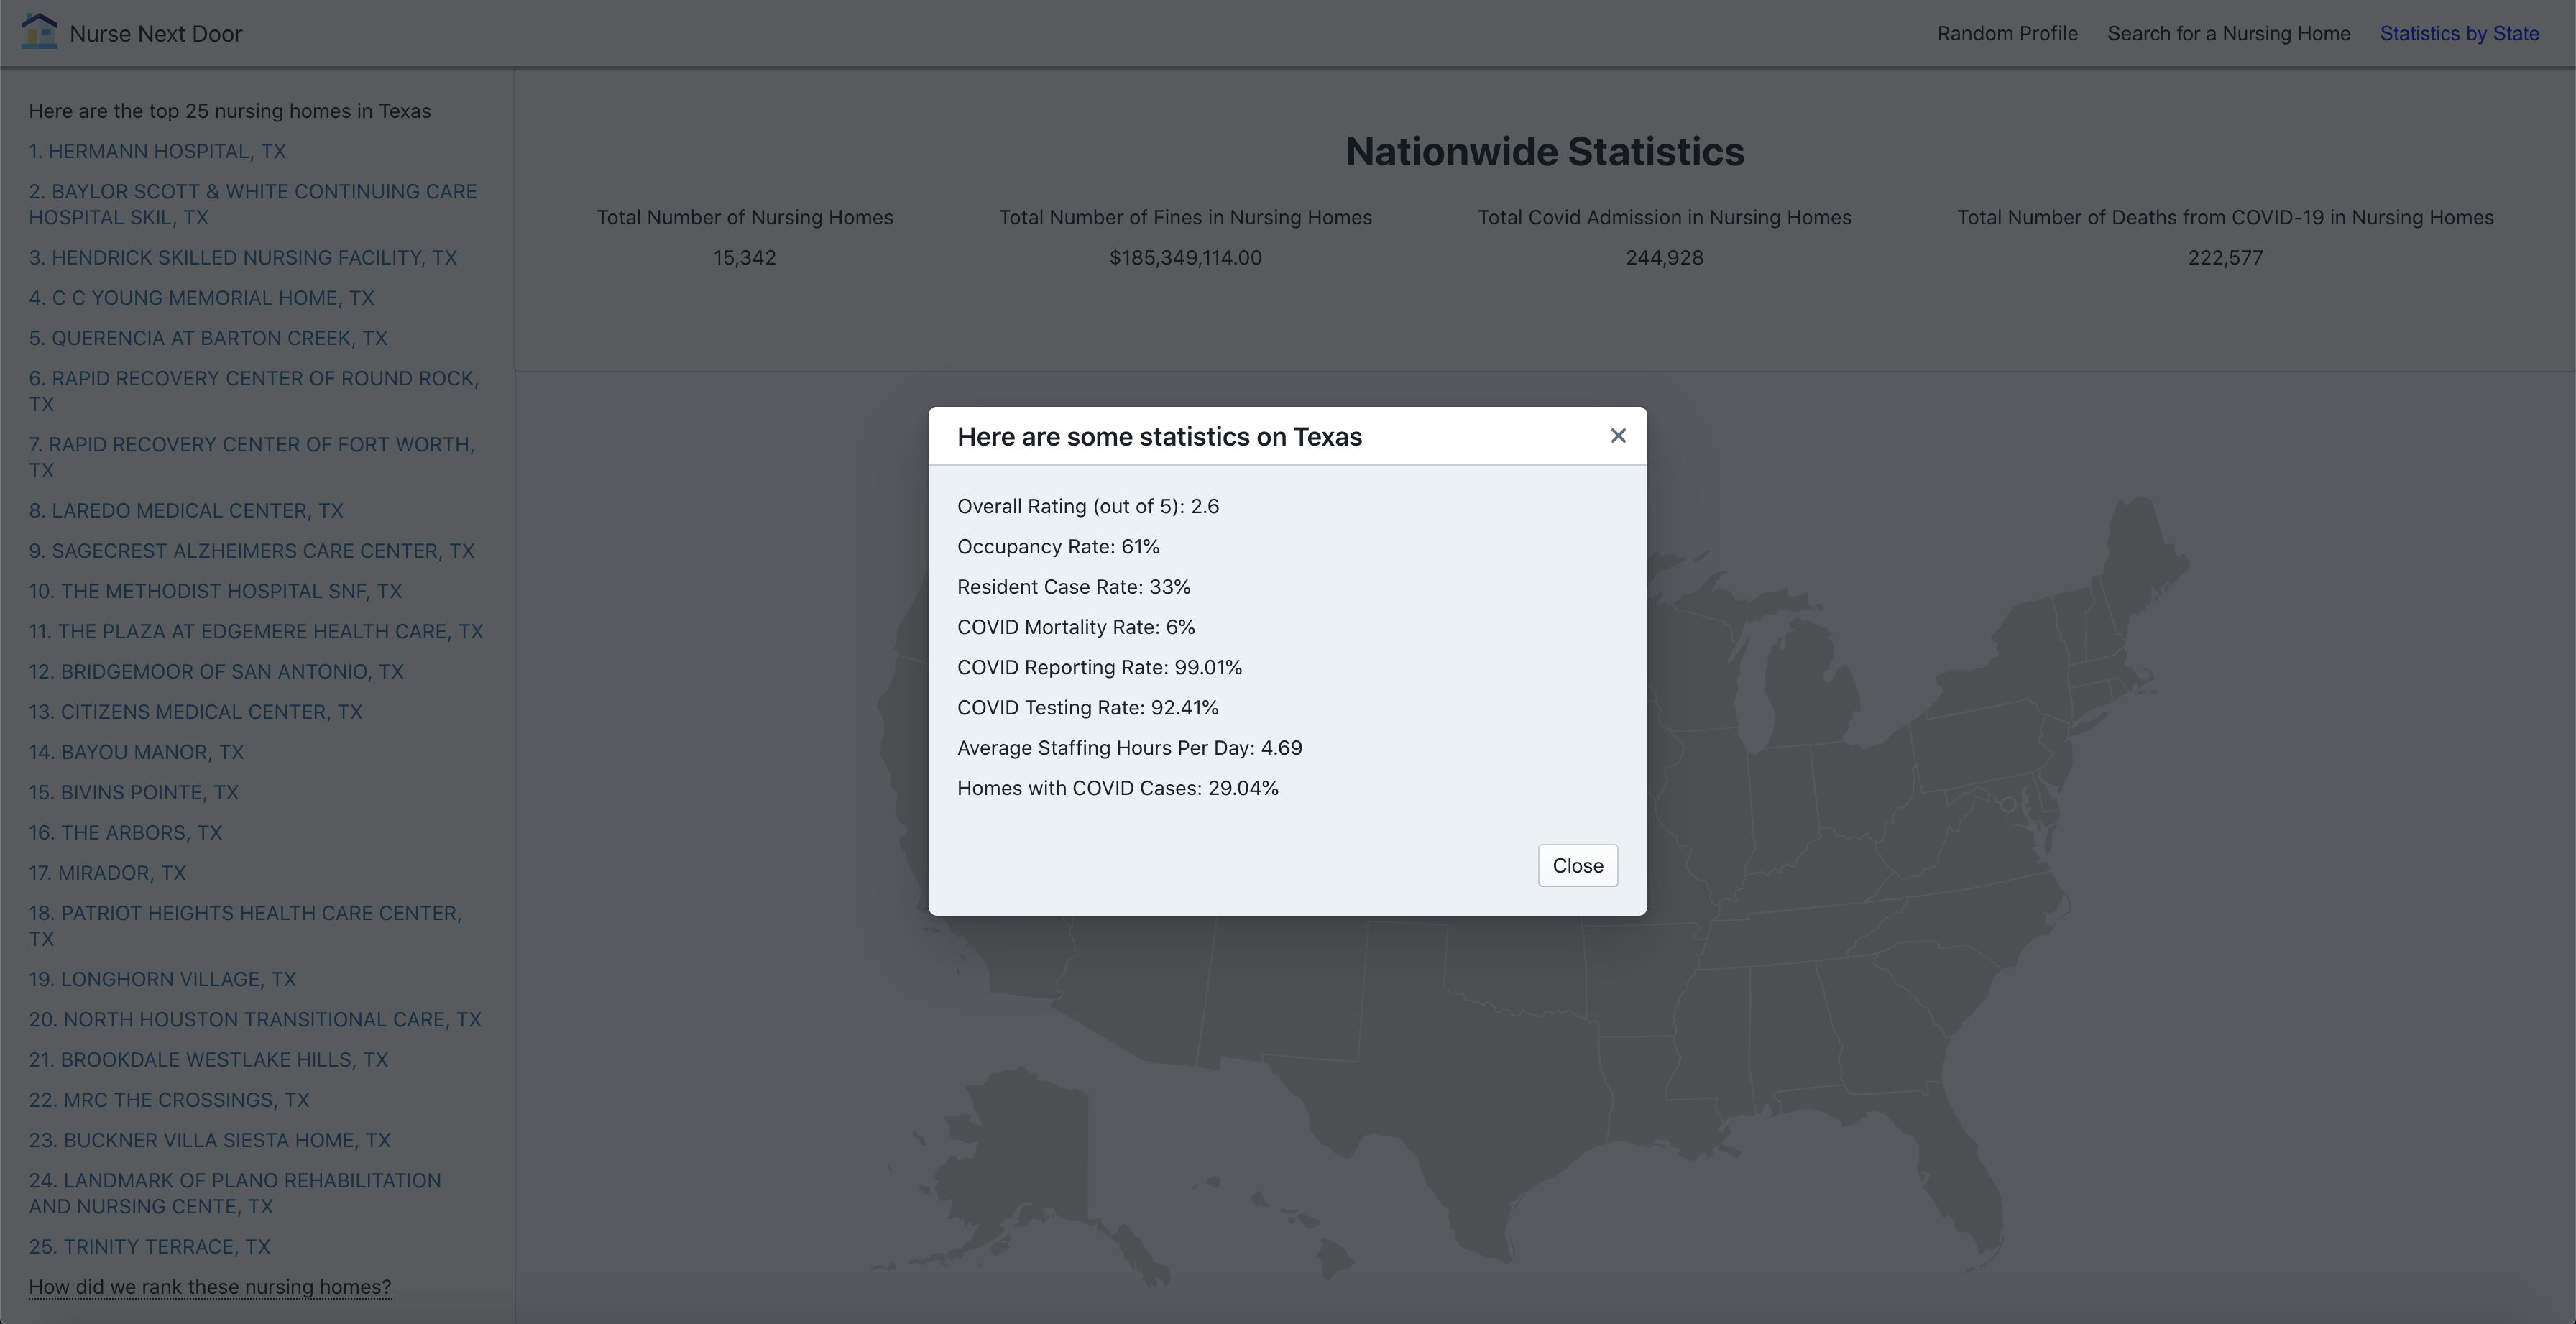 Nurse Next Door
Random Profile
Search for a Nursing Home
Statistics by State
Here are the top 25 nursing homes in Texas
1. HERMANN HOSPITAL, TX
2. BAYLOR SCOTT & WHITE CONTINUING CARE
HOSPITAL SKIL, TX
3. HENDRICK SKILLED NURSING FACILITY, TX
4. C C YOUNG MEMORIAL HOME, TX
5. QUERENCIA AT BARTON CREEK, TX
6. RAPID RECOVERY CENTER OF ROUND ROCK,
TX
7. RAPID RECOVERY CENTER OF FORT WORTH,
TX
8. LAREDO MEDICAL CENTER, TX
9. SAGECREST ALZHEIMERS CARE CENTER, TX
10. THE METHODIST HOSPITAL SNF, TX
11. THE PLAZA AT EDGEMERE HEALTH CARE, TX
12. BRIDGEMOOR OF SAN ANTONIO, TX
13. CITIZENS MEDICAL CENTER, TX
14. BAYOU MANOR, TX
15. BIVINS POINTE, TX
16. THE ARBORS, TX
17. MIRADOR, TX
18. PATRIOT HEIGHTS HEALTH CARE CENTER,
TX
19. LONGHORN VILLAGE, TX
20. NORTH HOUSTON TRANSITIONAL CARE, TX
21. BROOKDALE WESTLAKE HILLS, TX
22. MRC THE CROSSINGS, TX
23. BUCKNER VILLA SIESTA HOME, TX
24. LANDMARK OF PLANO REHABILITATION
AND NURSING CENTE, TX
25. TRINITY TERRACE, TX
How did we rank these nursing homes?
Nationwide Statistics
Total Number of Nursing Homes
15,342
Total Number of Fines in Nursing Homes
$185,349,114.00
Total Covid Admission in Nursing Homes
244,928
Total Number of Deaths from COVID-19 in Nursing Homes
222,577
Here are some statistics on Texas
Overall Rating (out of 5): 2.6
Occupancy Rate: 61%
Resident Case Rate: 33%
COVID Mortality Rate: 6%
COVID Reporting Rate: 99.01%
COVID Testing Rate: 92.41%
Average Staffing Hours Per Day: 4.69
Homes with COVID Cases: 29.04%
Close